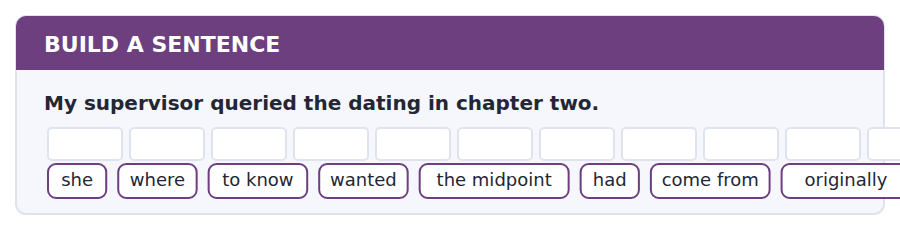 BUILD A SENTENCE
My supervisor queried the dating in chapter two.
she where to know wanted the midpoint had come from originally